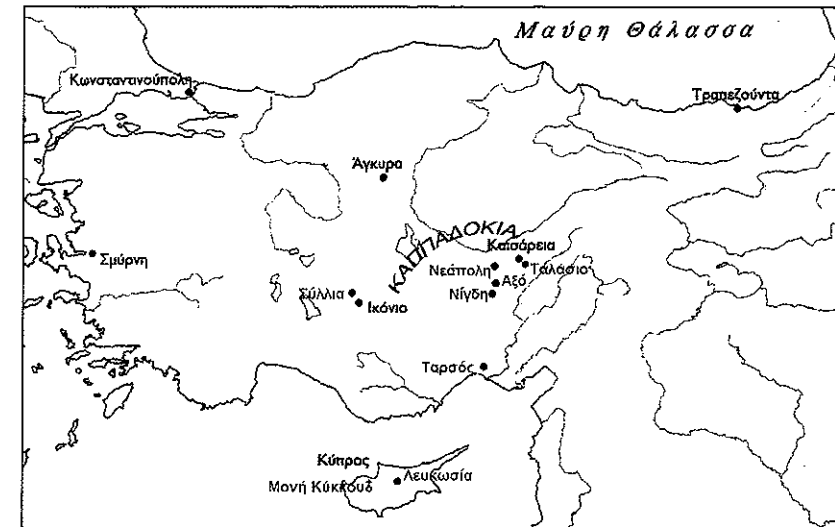 Μαύρη Θάλασσα
Κωνσταντινούπολη
Τραπεζούντα
Άγκυρα
ΚΑΠΠΑΔΟΚΙΑ
Καισάρεια
Σμύρνη
Νεάπολη
Ταλάσιο
Αξό
Σύλλια
Νίγδη
Ικόνιο
Ταρσός
Κύπρος
Λευκωσία
Μονή Κύκκου